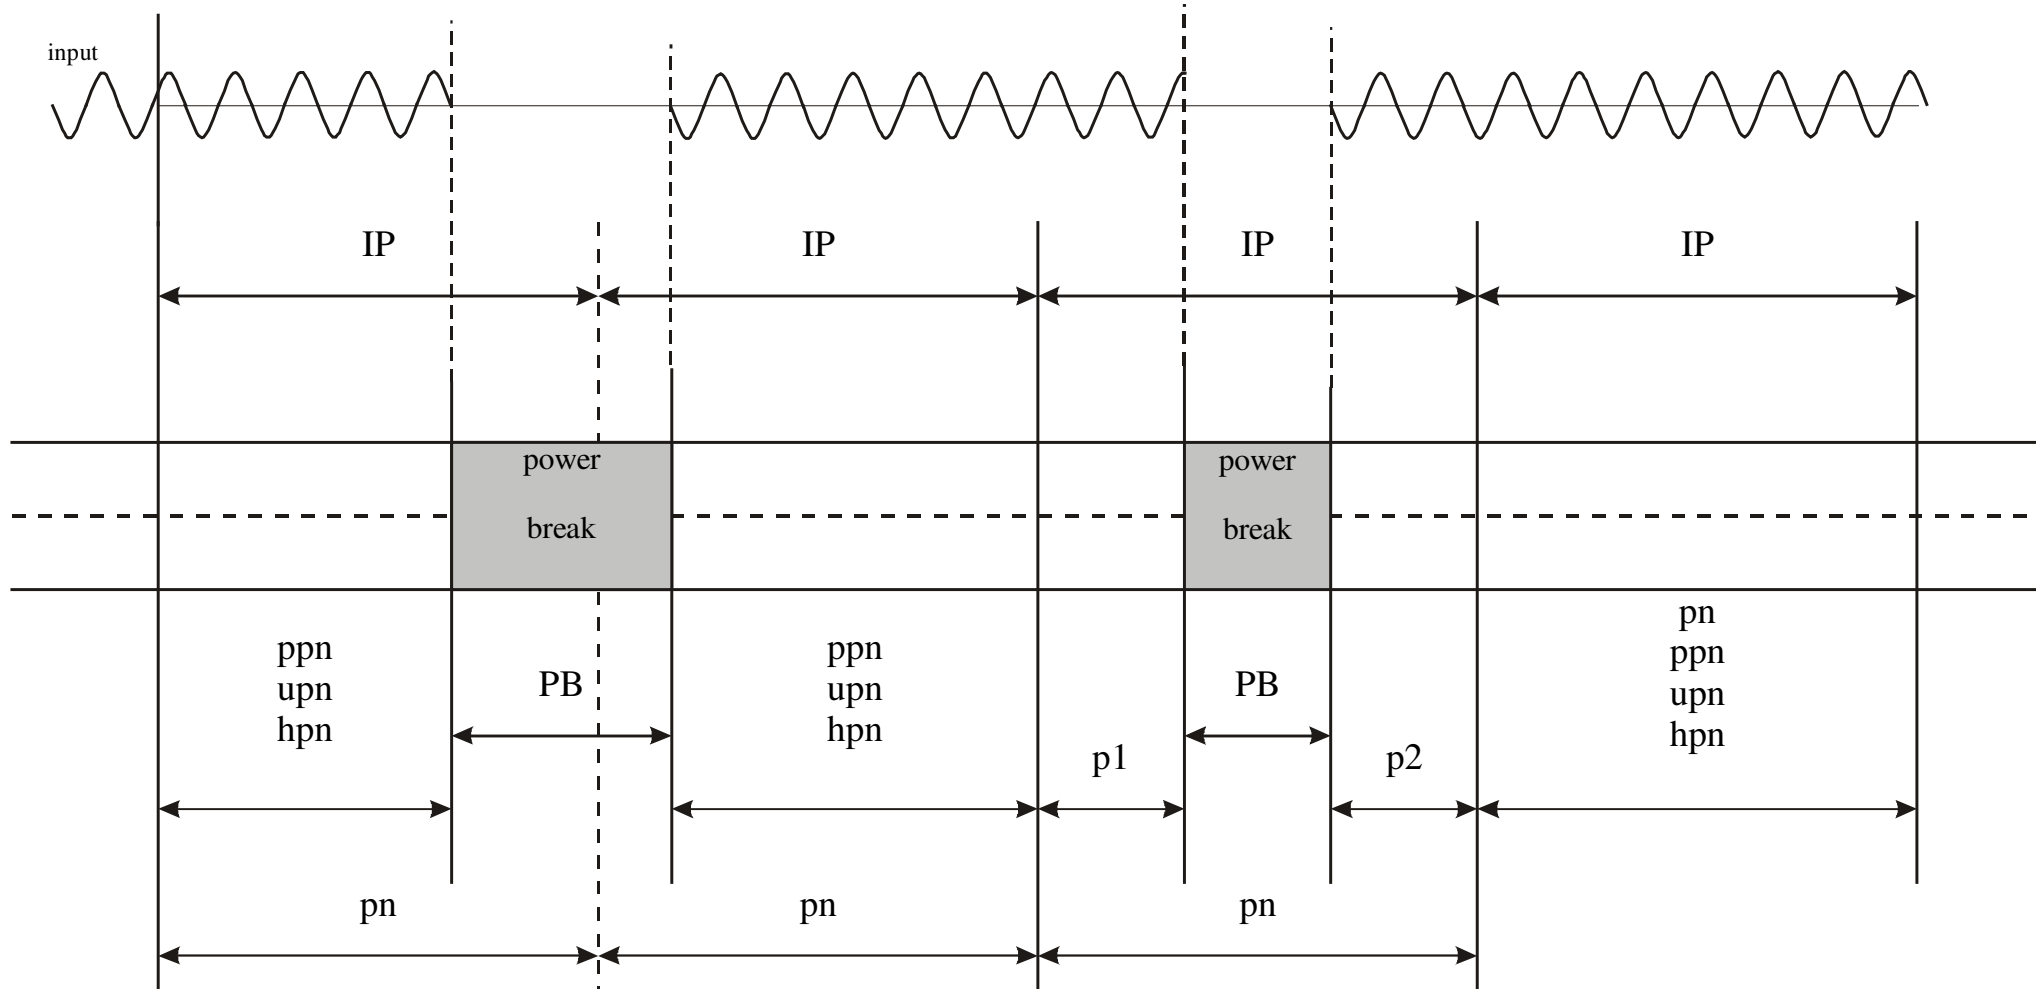 input
IP
IP
IP
IP
power
break
power
break
ppn
upn
hpn
PB
ppn
upn
hpn
p1
PB
p2
pn
ppn
upn
hpn
pn
pn
pn